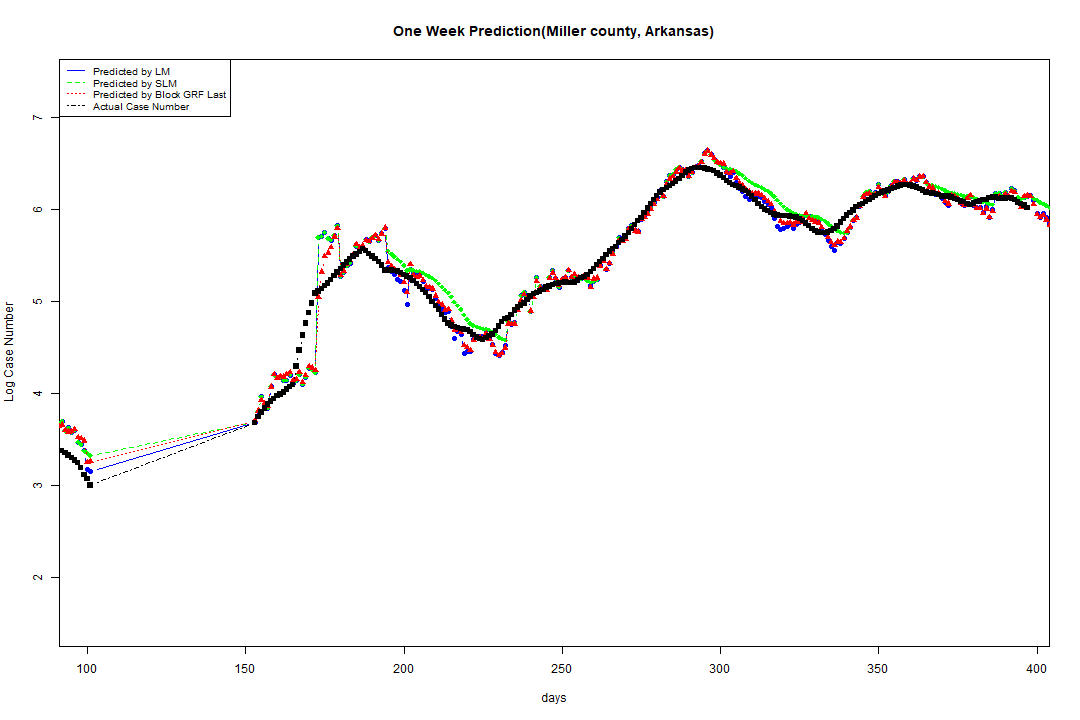 One Week Prediction(Miller county, Arkansas)
Predicted by LM
Predicted by SLM
Predicted by Block GRF Last
Actual Case Number
7
6
5
4
3
2
Log Case Number
100 150 200 250 300 350 400
days